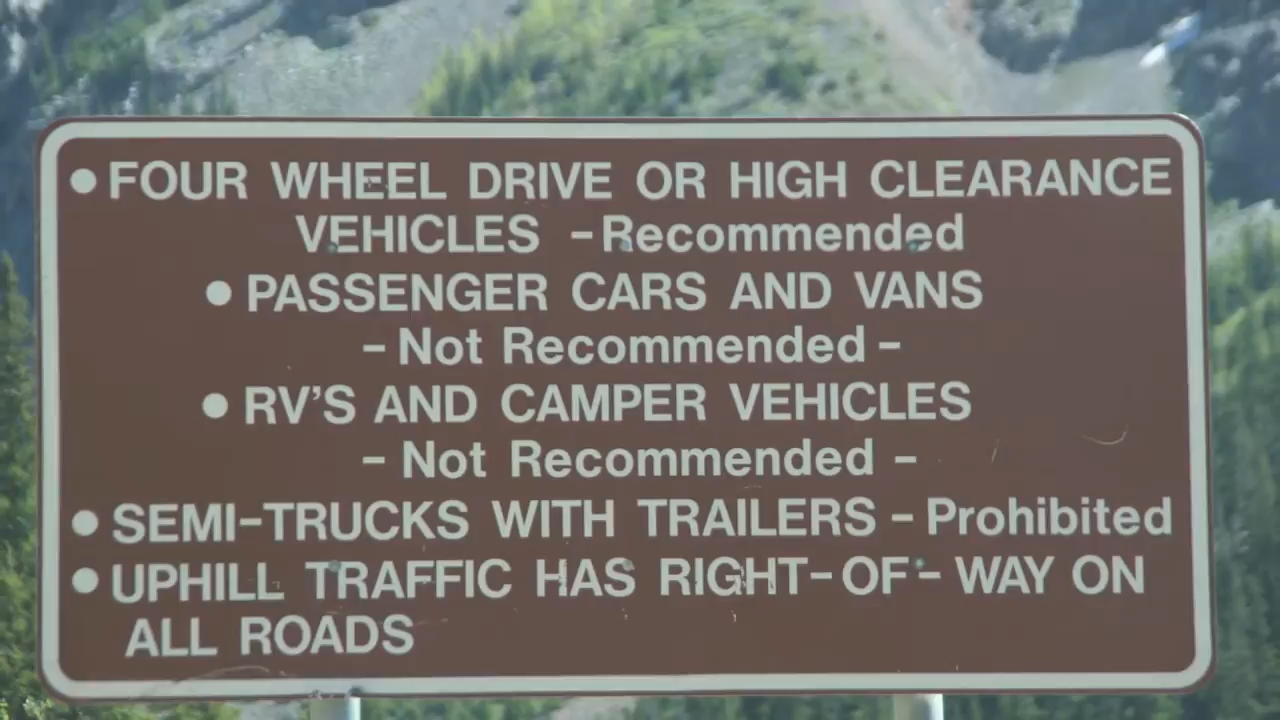 • FOUR WHEEL DRIVE OR HIGH CLEARANCE
VEHICLES -Recommended
• PASSENGER CARS AND VANS
- Not Recommended -
• RV'S AND CAMPER VEHICLES
- Not Recommended -
• SEMI-TRUCKS WITH TRAILERS - Prohibited
• UPHILL TRAFFIC HAS RIGHT-OF- WAY ON
ALL ROADS